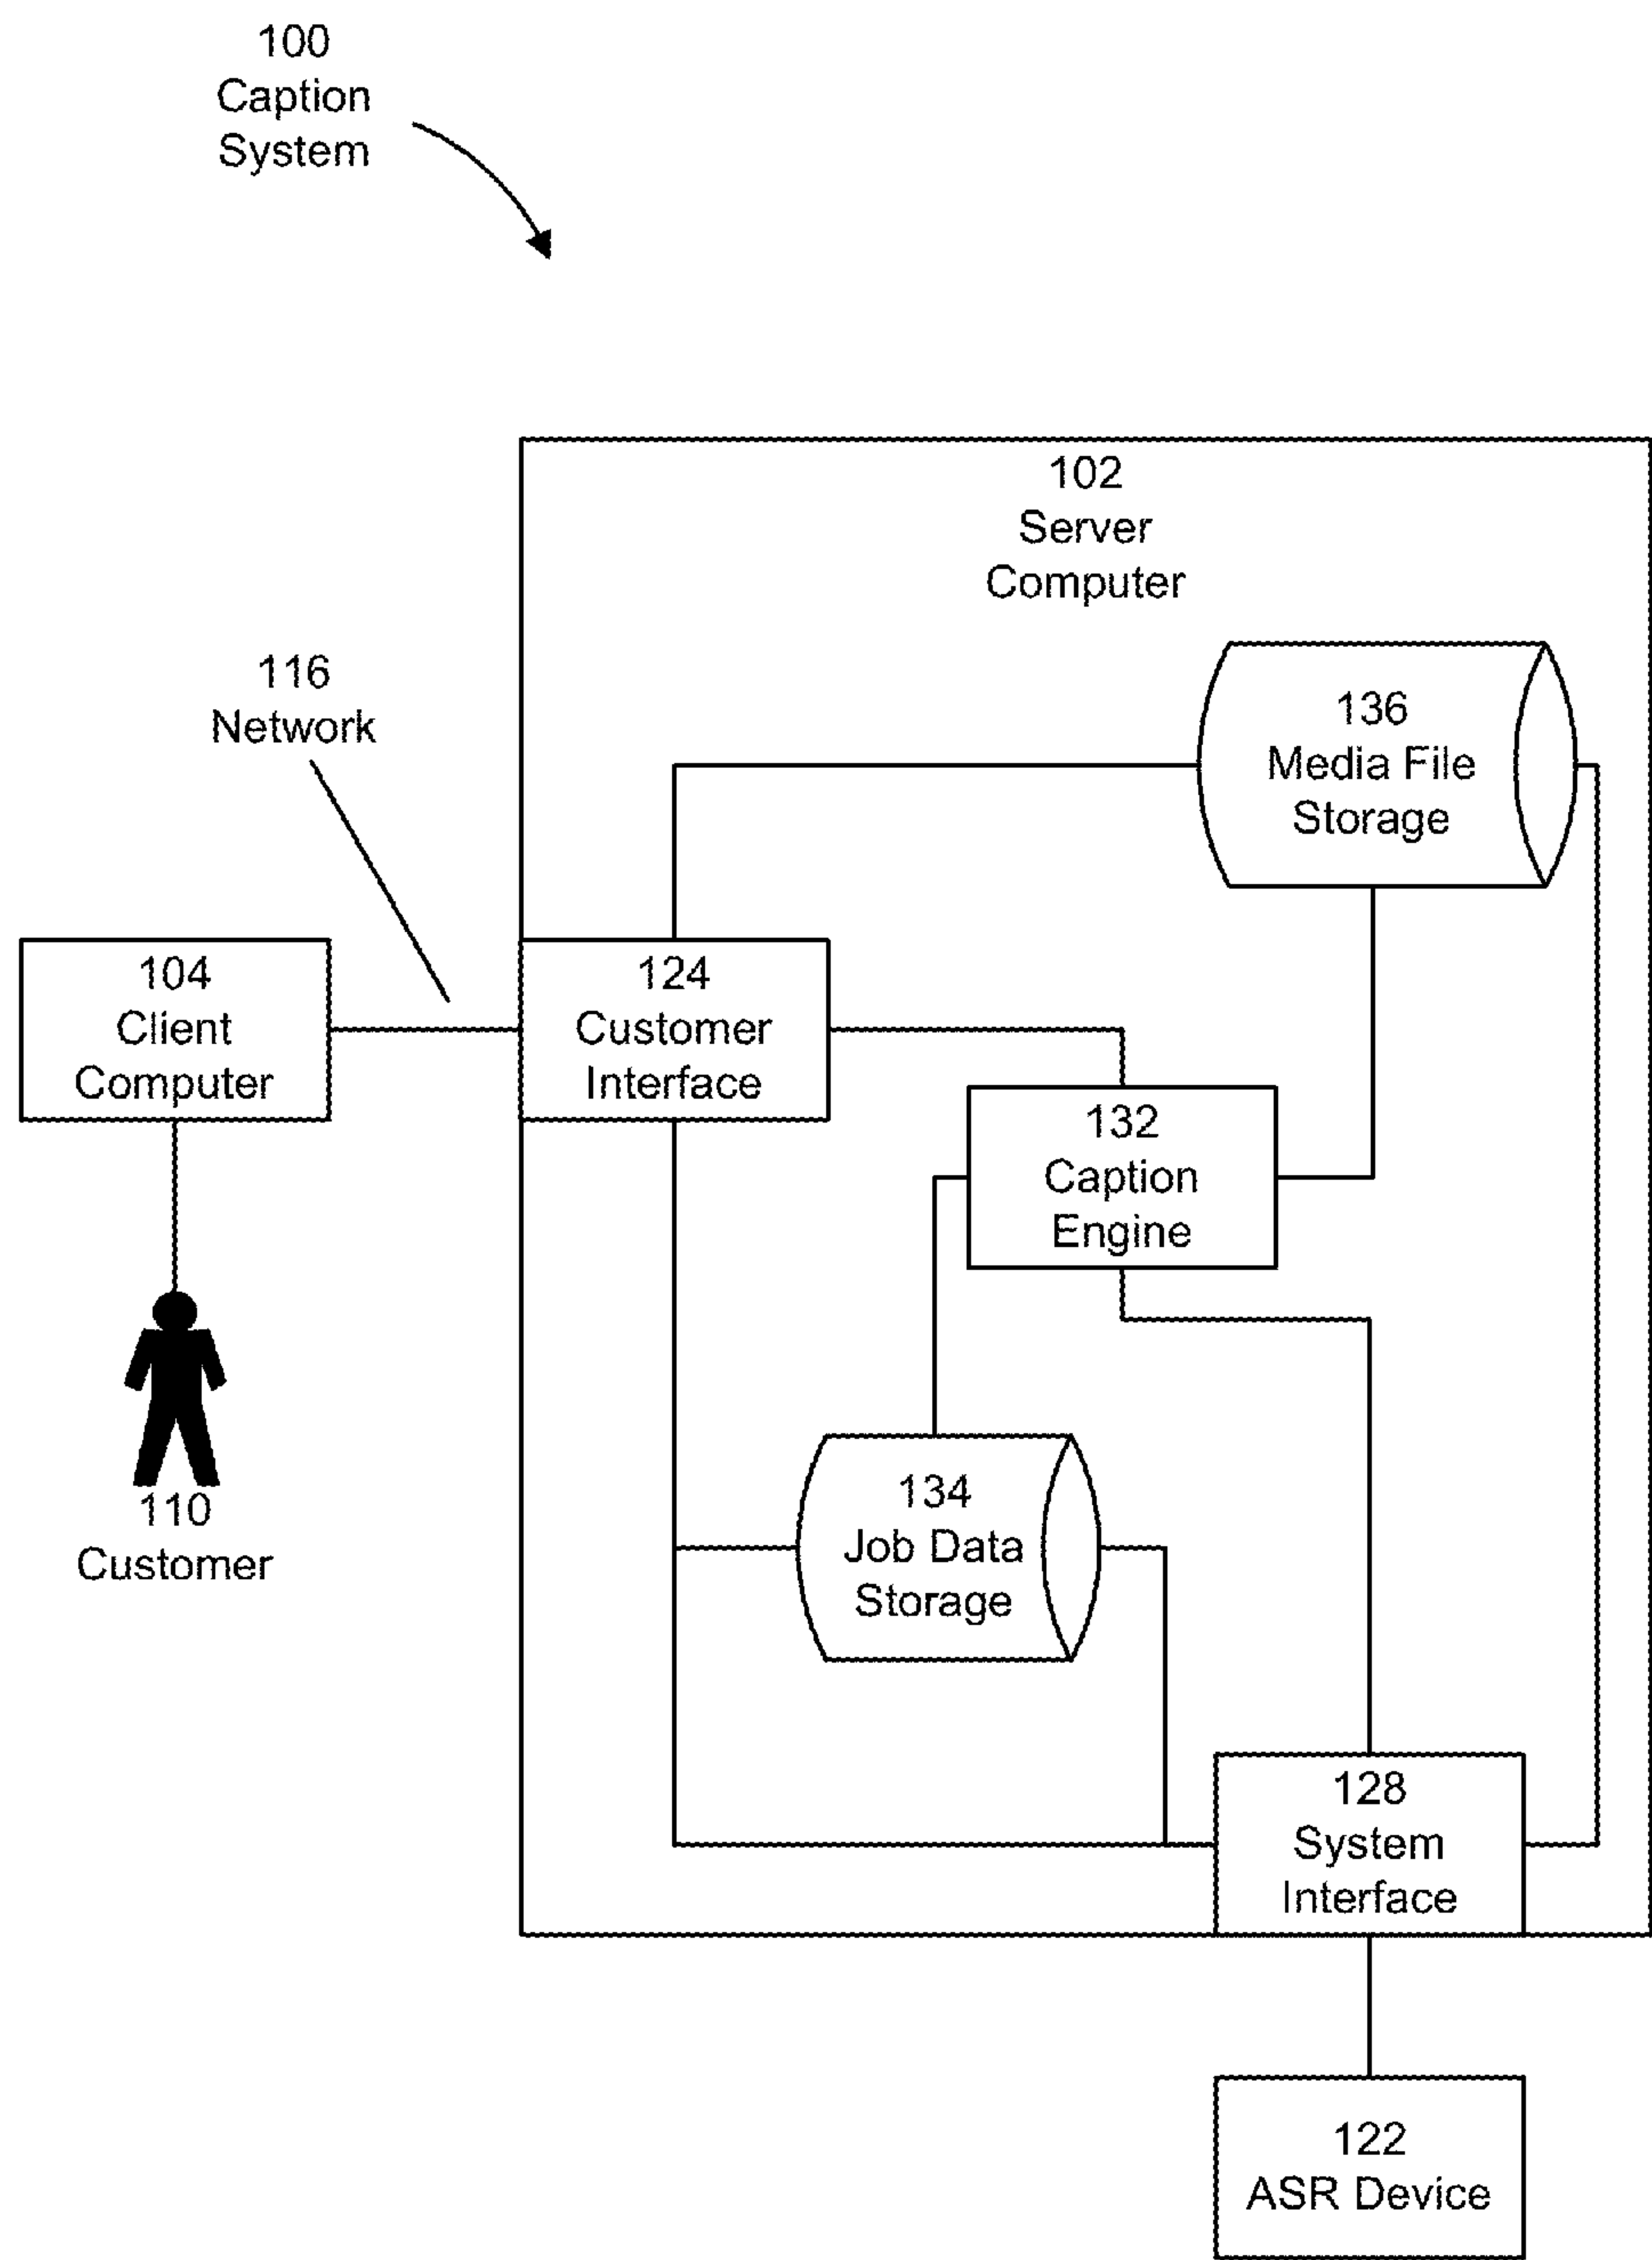 100
Caption
System
102
Server
Computer
116
Network
136
Media File
Storage
104
Client
Computer
124
Customer
Interface
132
Caption
Engine
110
Customer
134
Job Data
Storage
128
System
Interface
122
ASR Device